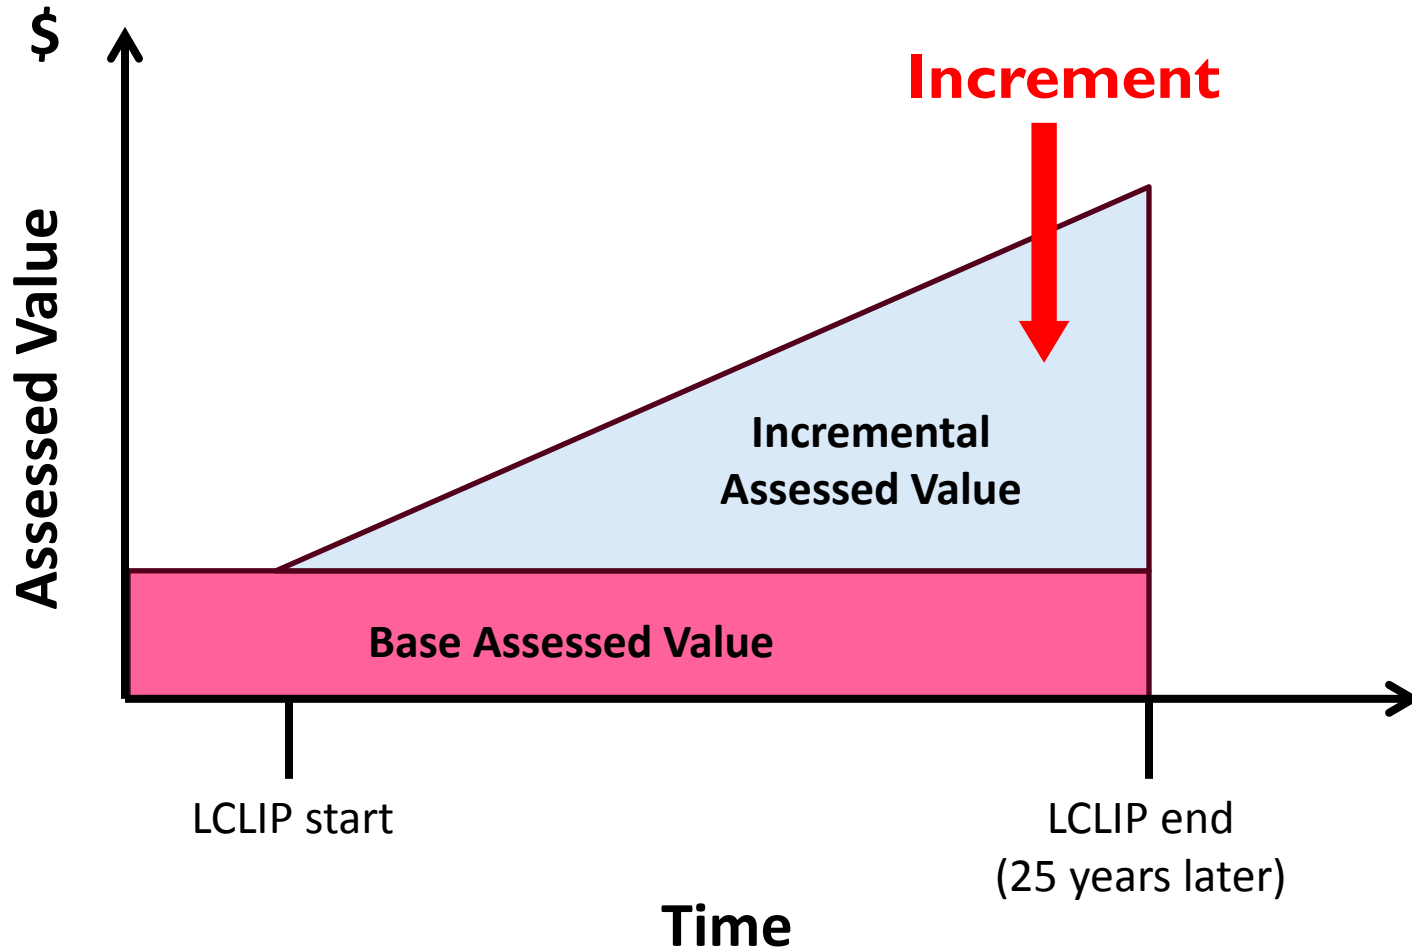 $
Increment
Assessed Value
Incremental
Assessed Value
Base Assessed Value
LCLIP start
LCLIP end
(25 years later)
Time